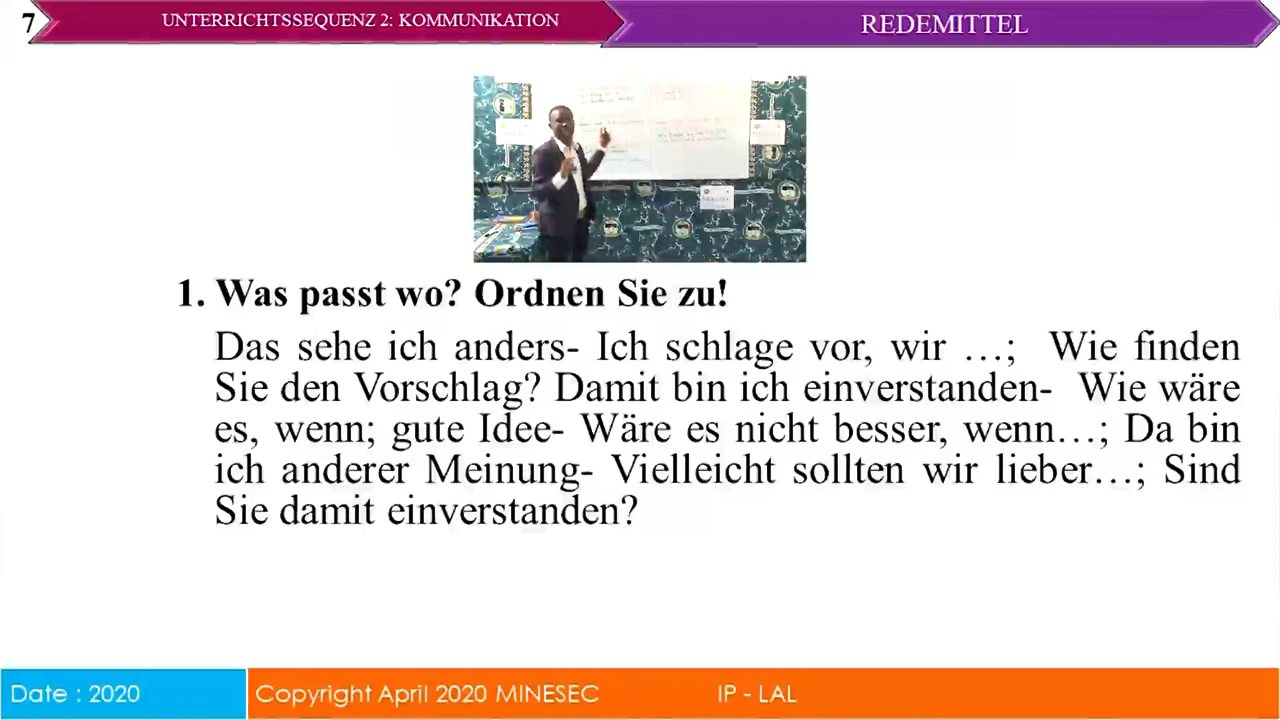 7
UNTERRICHTSSEQUENZ 2: KOMMUNIKATION
REDEMITTEL
1. Was passt wo? Ordnen Sie zu!
Das sehe ich anders- Ich schlage vor, wir …; Wie finden
Sie den Vorschlag? Damit bin ich einverstanden- Wie wäre
es, wenn; gute Idee- Wäre es nicht besser, wenn…; Da bin
ich anderer Meinung- Vielleicht sollten wir lieber…; Sind
Sie damit einverstanden?
Date : 2020
Copyright April 2020 MINESEC
IP - LAL